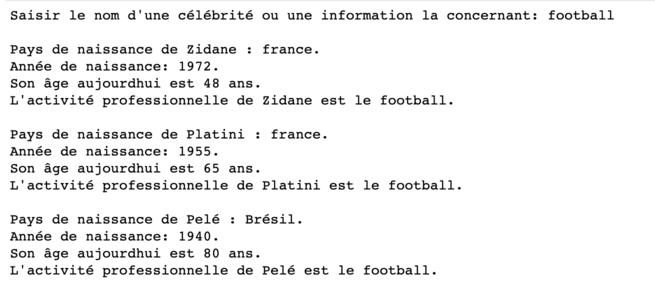 Saisir le nom d'une célébrité ou une information la concernant: football
Pays de naissance de Zidane : france.
Année de naissance: 1972.
Son âge aujourdhui est 48 ans.
L'activité professionnelle de Zidane est le football.
Pays de naissance de Platini : france.
Année de naissance: 1955.
Son âge aujourdhui est 65 ans.
L'activité professionnelle de Platini est le football.
Pays de naissance de Pelé : Brésil.
Année de naissance: 1940.
Son âge aujourdhui est 80 ans.
L'activité professionnelle de Pelé est le football.